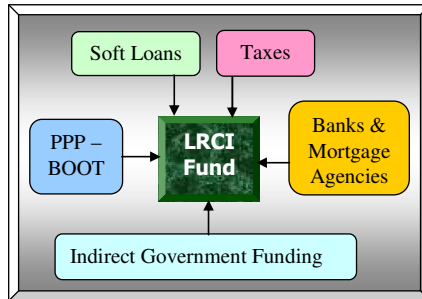 Soft Loans
Taxes
PPP –
BOOT
LRCI
Fund
Banks &
Mortgage
Agencies
Indirect Government Funding